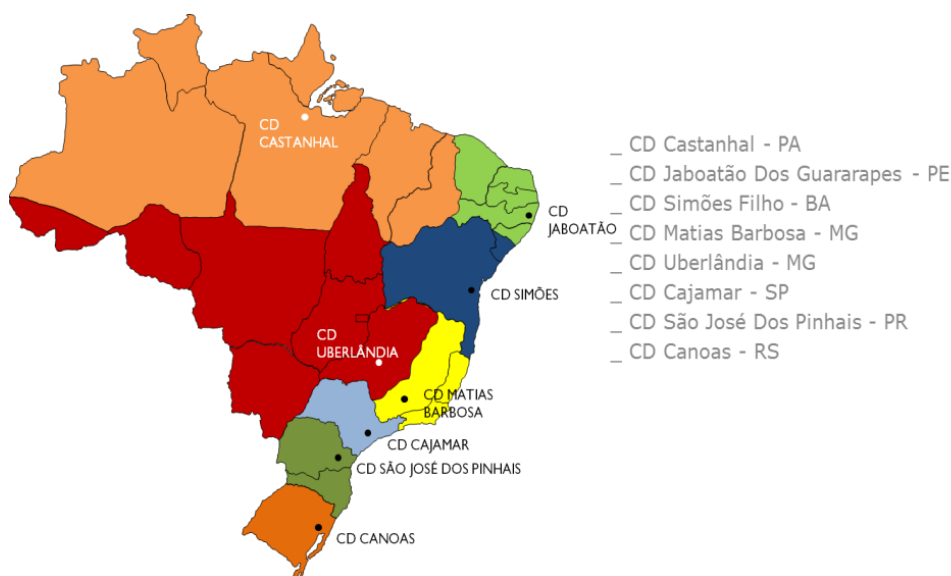 CD
CASTANHAL
CD
JABOATÃO
CD SIMÕES
CD
UBERLÂNDIA
CD MATIAS
BARBOSA
CD CAJAMAR
CD SÃO JOSÉ DOS PINHAIS
CD CANOAS
_ CD Castanhal - PA
_ CD Jaboatão Dos Guararapes - PE
_ CD Simões Filho - BA
_ CD Matias Barbosa - MG
_ CD Uberlândia - MG
_ CD Cajamar - SP
_ CD São José Dos Pinhais - PR
_ CD Canoas - RS